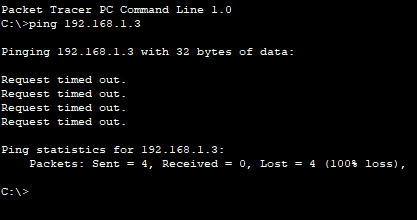 Packet Tracer PC Command Line 1.0
C:\>ping 192.168.1.3
Pinging 192.168.1.3 with 32 bytes of data:
Request timed out.
Request timed out.
Request timed out.
Request timed out.
Ping statistics for 192.168.1.3:
Packets: Sent = 4, Received = 0, Lost = 4 (100% loss),
C:\>